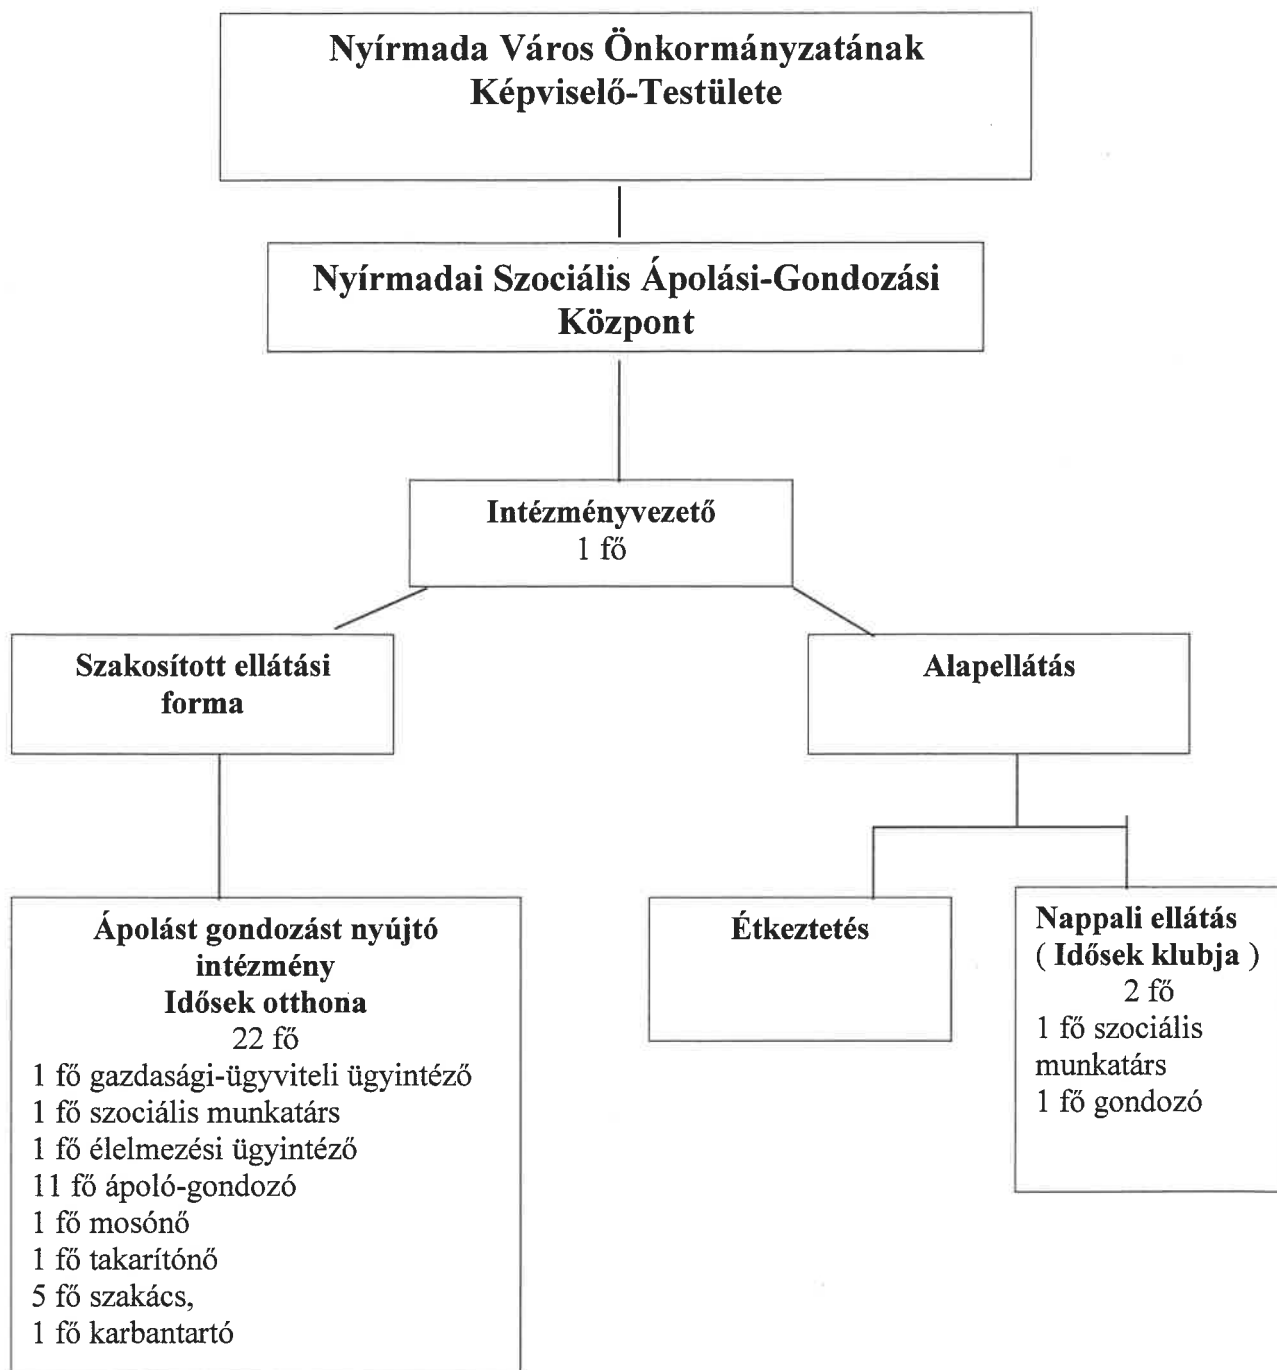 Nyírmada Város Önkormányzatának
Képviselő-Testülete
Nyírmadai Szociális Ápolási-Gondozási
Központ
Intézményvezető
1 fő
Szakosított ellátási
forma
Alapellátás
Ápolást gondozást nyújtó
intézmény
Idősek otthona
22 fő
1 fő gazdasági-ügyviteli ügyintéző
1 fő szociális munkatárs
1 fő élelmezési ügyintéző
11 fő ápoló-gondozó
1 fő mosónő
1 fő takarítónő
5 fő szakács,
1 fő karbantartó
Étkeztetés
Nappali ellátás
( Idősek klubja )
2 fő
1 fő szociális
munkatárs
1 fő gondozó